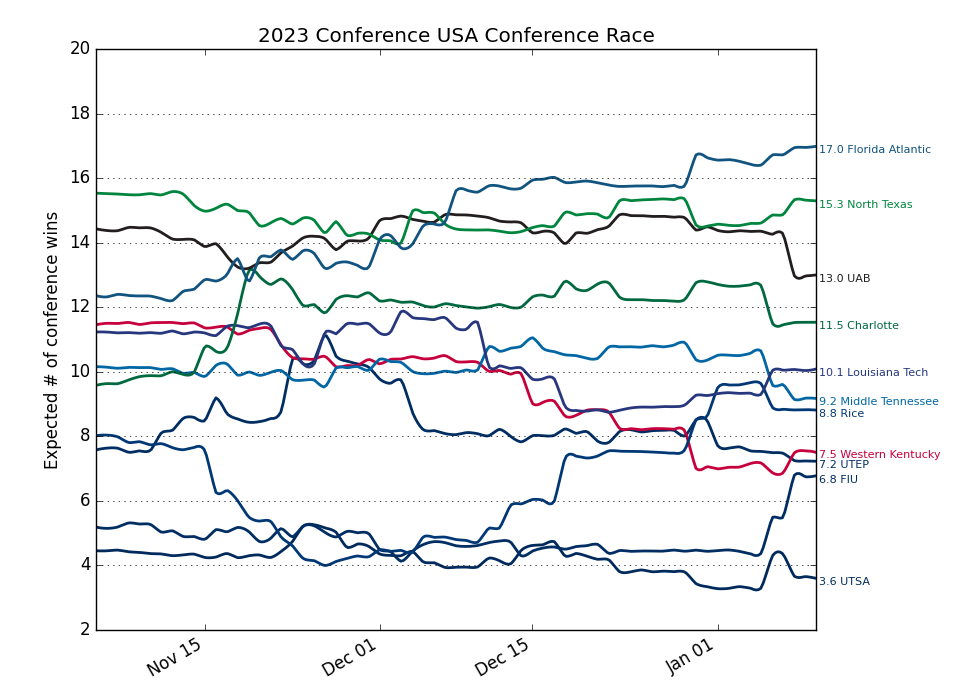 2023 Conference USA Conference Race
Expected # of conference wins
20
18
16
14
12
10
8
6
4
2
Nov 15
Dec 01
Dec 15
Jan 01
17.0 Florida Atlantic
15.3 North Texas
13.0 UAB
11.5 Charlotte
10.1 Louisiana Tech
9.2 Middle Tennessee
8.8 Rice
7.5 Western Kentucky
7.2 UTEP
6.8 FIU
3.6 UTSA